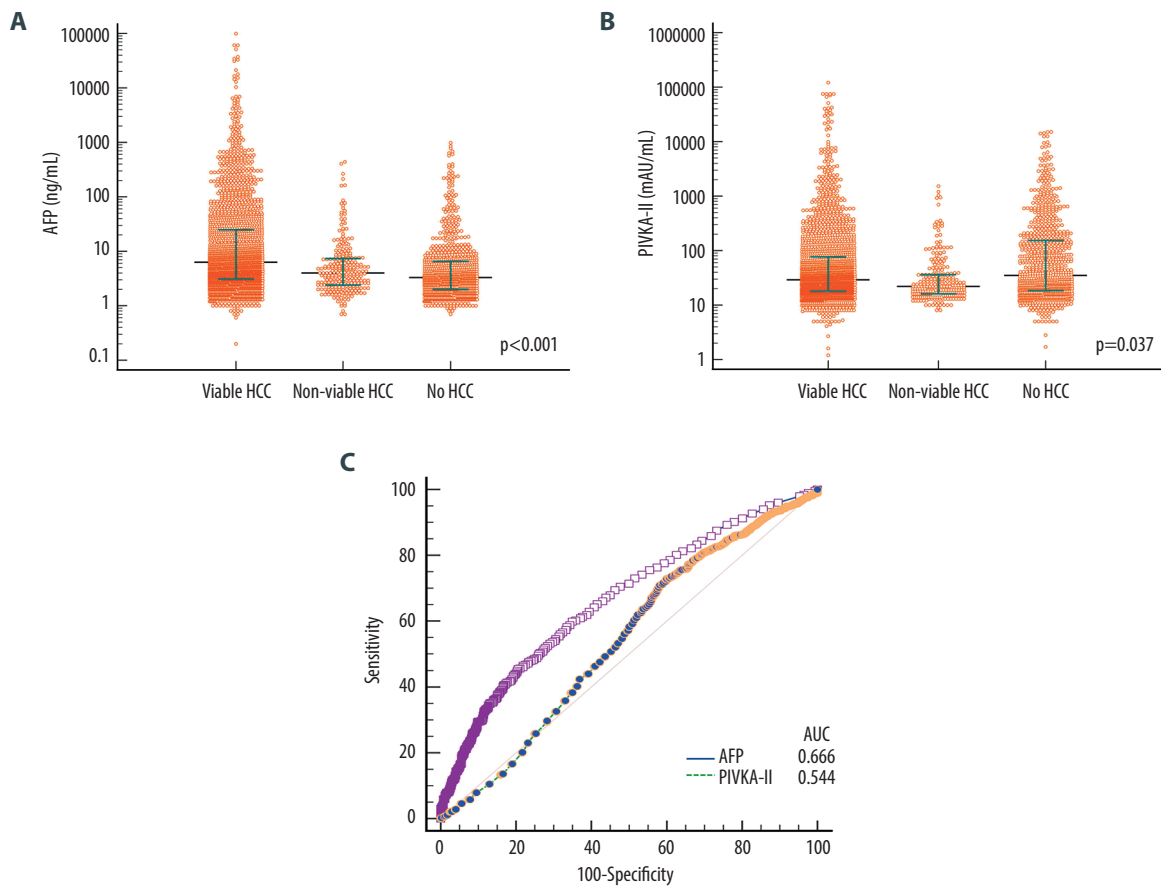 A
AFP (ng/mL)
100000
10000
1000
100
10
1
0.1
p<0.001
Viable HCC
Non-viable HCC
No HCC
B
PIVKA-II (mAU/mL)
1000000
100000
10000
1000
100
10
1
p=0.037
Viable HCC
Non-viable HCC
No HCC
C
Sensitivity
100
80
60
40
20
0
AUC
AFP 0.666
PIVKA-II 0.544
0 20 40 60 80 100
100-Specificity